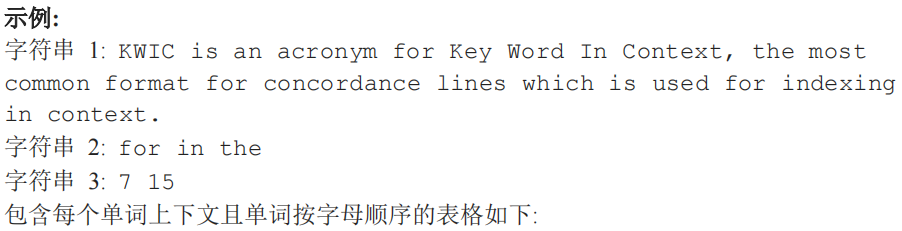 示例:
字符串 1: KWIC is an acronym for Key Word In Context, the most
common format for concordance lines which is used for indexing
in context.
字符串 2: for in the
字符串 3: 7 15
包含每个单词上下文且单词按字母顺序的表格如下: